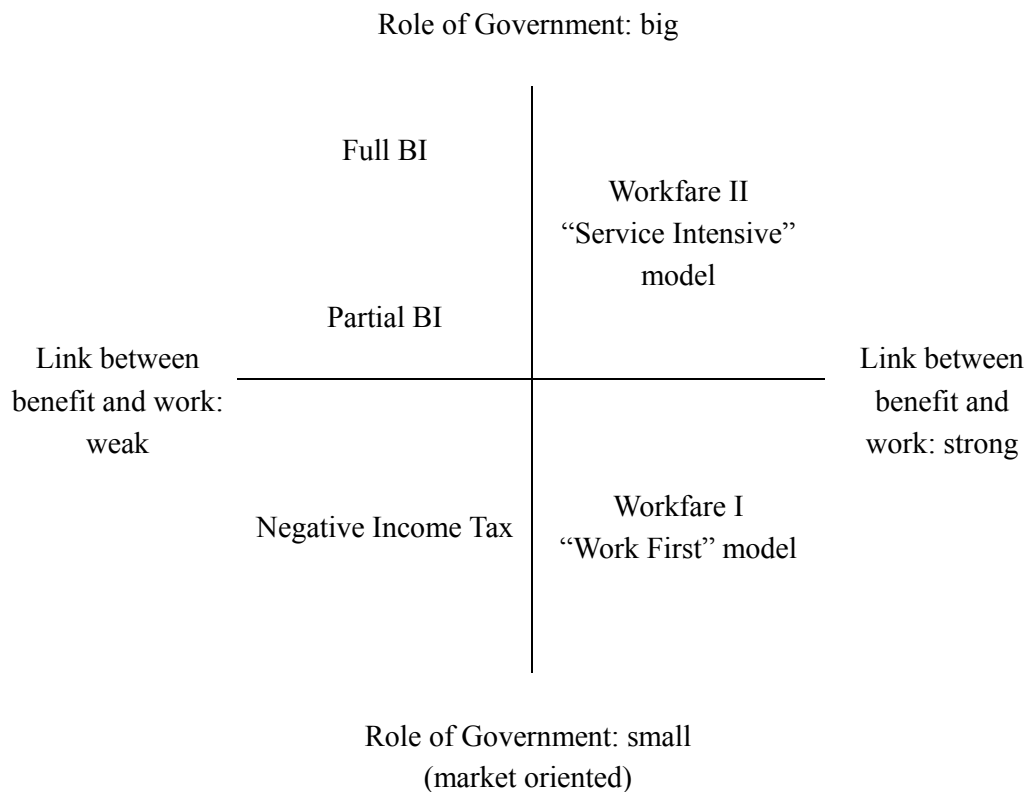 Role of Government: big
Full BI
Workfare II
“Service Intensive”
model
Partial BI
Link between
benefit and work:
weak
Link between
benefit and
work: strong
Negative Income Tax
Workfare I
“Work First” model
Role of Government: small
(market oriented)